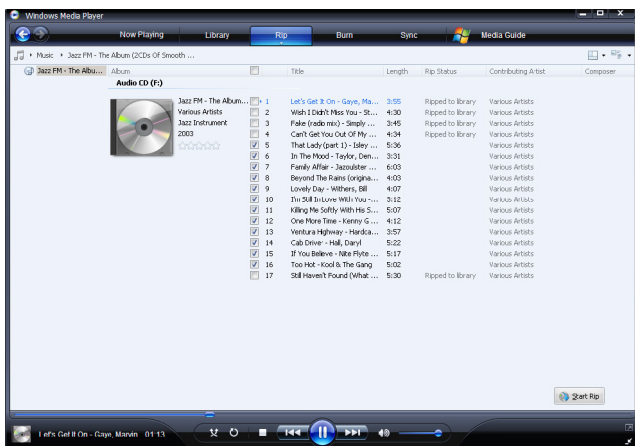 Windows Media Player
Now Playing Library Rip Burn Sync Media Guide
Music Jazz FM - The Album (2CDs Of Smooth ...
Jazz FM - The Albu... Album Title Length Rip Status Contributing Artist Composer
Audio CD (F:)
Jazz FM - The Album... 1 Let's Get It On - Gaye, Ma... 3:55 Ripped to library Various Artists
Various Artists 2 Wish I Didn't Miss You - St... 4:30 Ripped to library Various Artists
Jazz Instrument 3 Fake (radio mix) - Simply ... 3:45 Ripped to library Various Artists
2003 4 Can't Get You Out Of My ... 4:34 Ripped to library Various Artists
5 That Lady (part 1) - Isley ... 5:36 Various Artists
6 In The Mood - Taylor, Den... 3:31 Various Artists
7 Family Affair - Jazoulster ... 6:03 Various Artists
8 Beyond The Rains (origina... 4:03 Various Artists
9 Lovely Day - Withers, Bill 4:07 Various Artists
10 I'm Still In Love With You -... 3:12 Various Artists
11 Killing Me Softly With His S... 5:07 Various Artists
12 One More Time - Kenny G ... 4:12 Various Artists
13 Ventura Highway - Hardca... 3:57 Various Artists
14 Cab Driver - Hall, Daryl 5:22 Various Artists
15 If You Believe - Nite Flyte ... 5:17 Various Artists
16 Too Hot - Kool & The Gang 5:02 Various Artists
17 Still Haven't Found (What ... 5:30 Ripped to library Various Artists
Start Rip
Let's Get It On - Gaye, Marvin 01:13